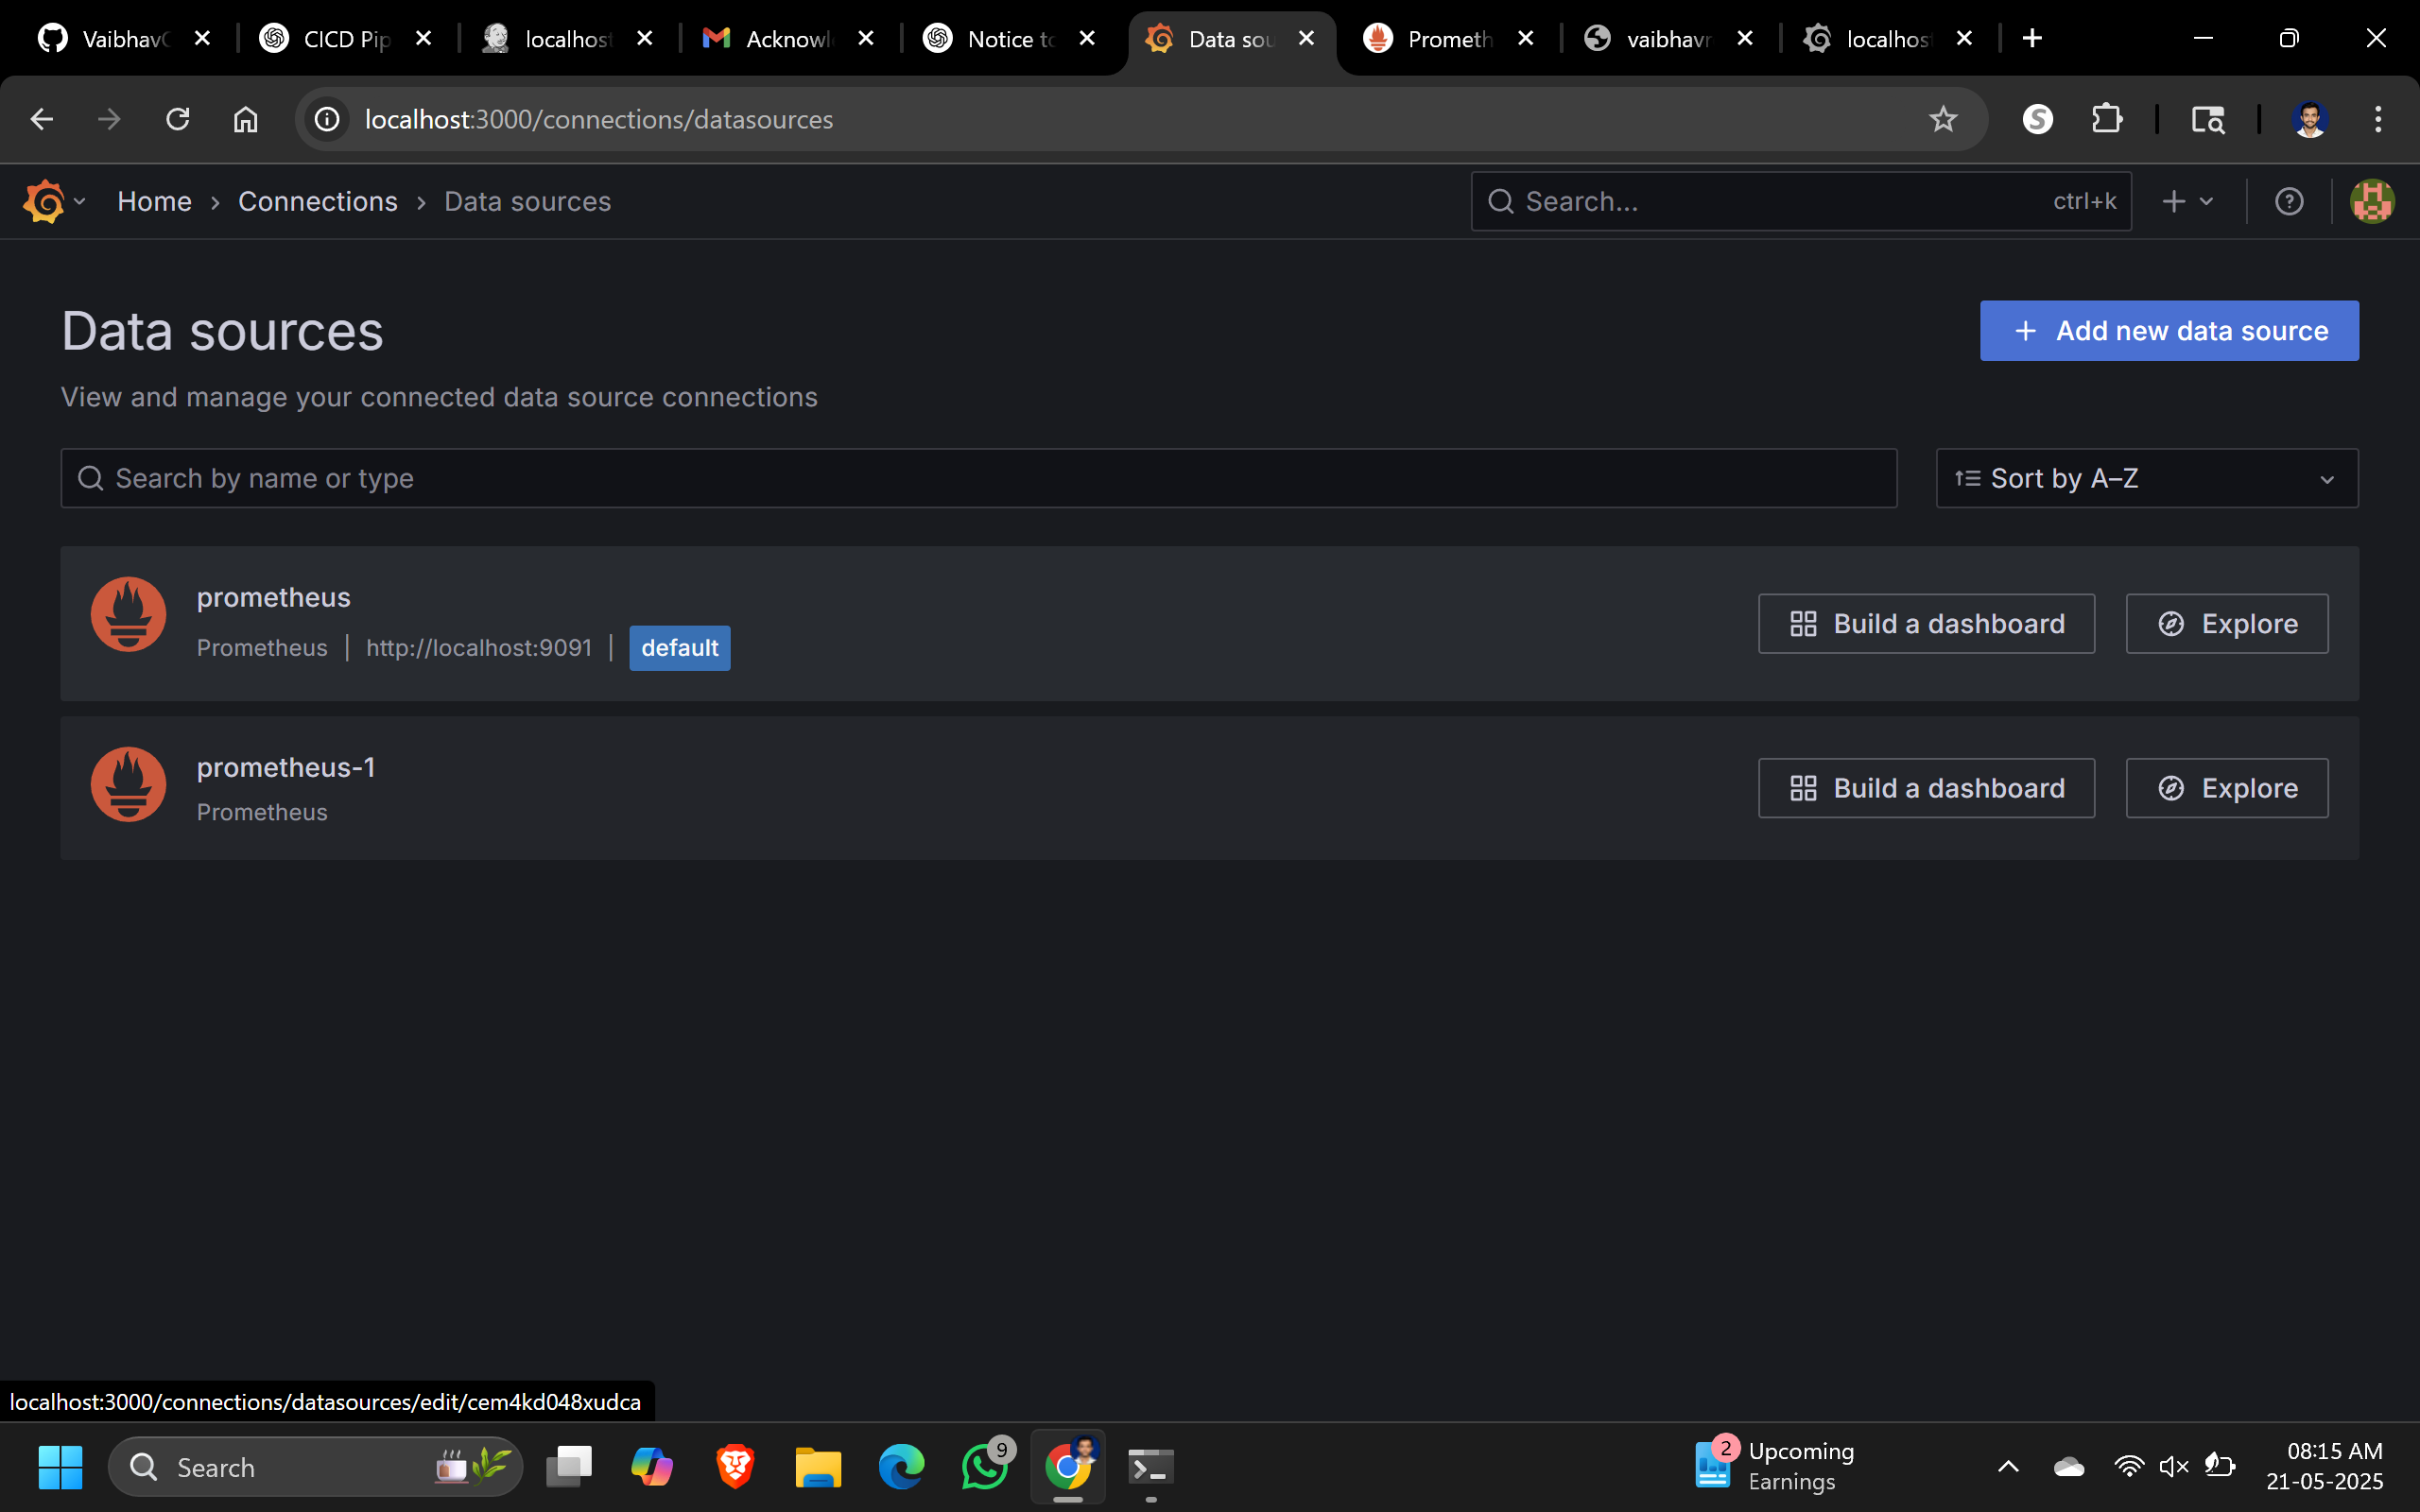 VaibhavC
CICD Pip
localhost
Acknowl
Notice to
Data sou
Prometh
vaibhavr
localhost
localhost:3000/connections/datasources
Home
Connections
Data sources
Search...
ctrl+k
Data sources
Add new data source
View and manage your connected data source connections
Search by name or type
Sort by A–Z
prometheus
Prometheus | http://localhost:9091 | default
Build a dashboard
Explore
prometheus-1
Prometheus
Build a dashboard
Explore
localhost:3000/connections/datasources/edit/cem4kd048xudca
Search
9
2
Upcoming
Earnings
08:15 AM
21-05-2025